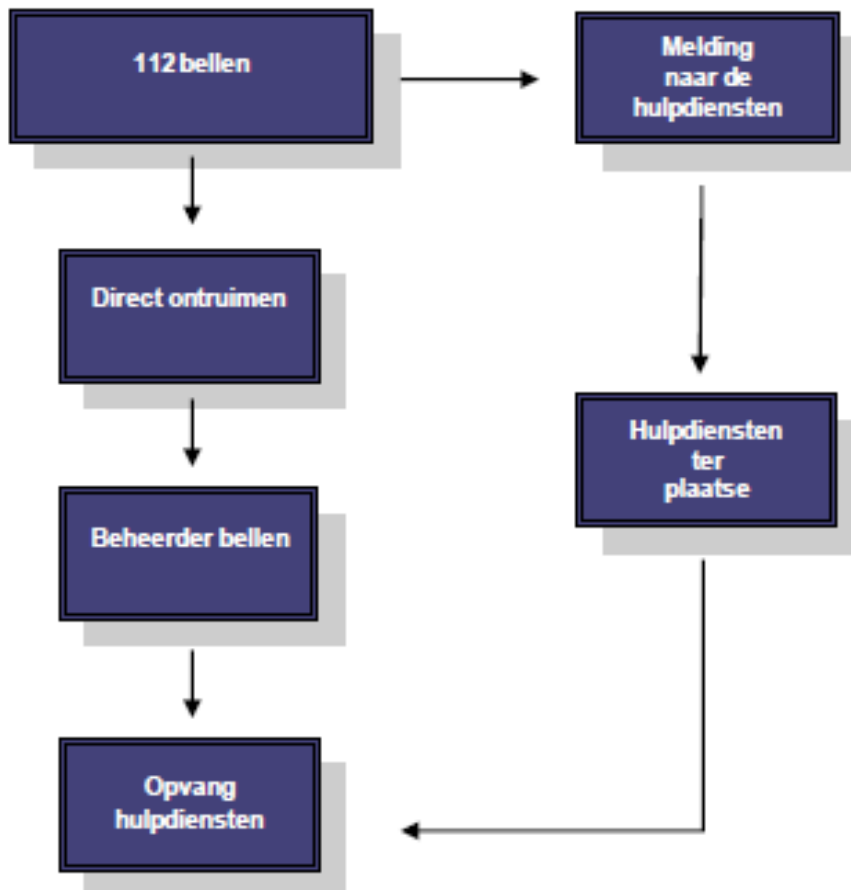 112 bellen
Melding
naar de
hulpdiensten
Direct ontruimen
Hulpdiensten
ter
plaatse
Beheerder bellen
Opvang
hulpdiensten